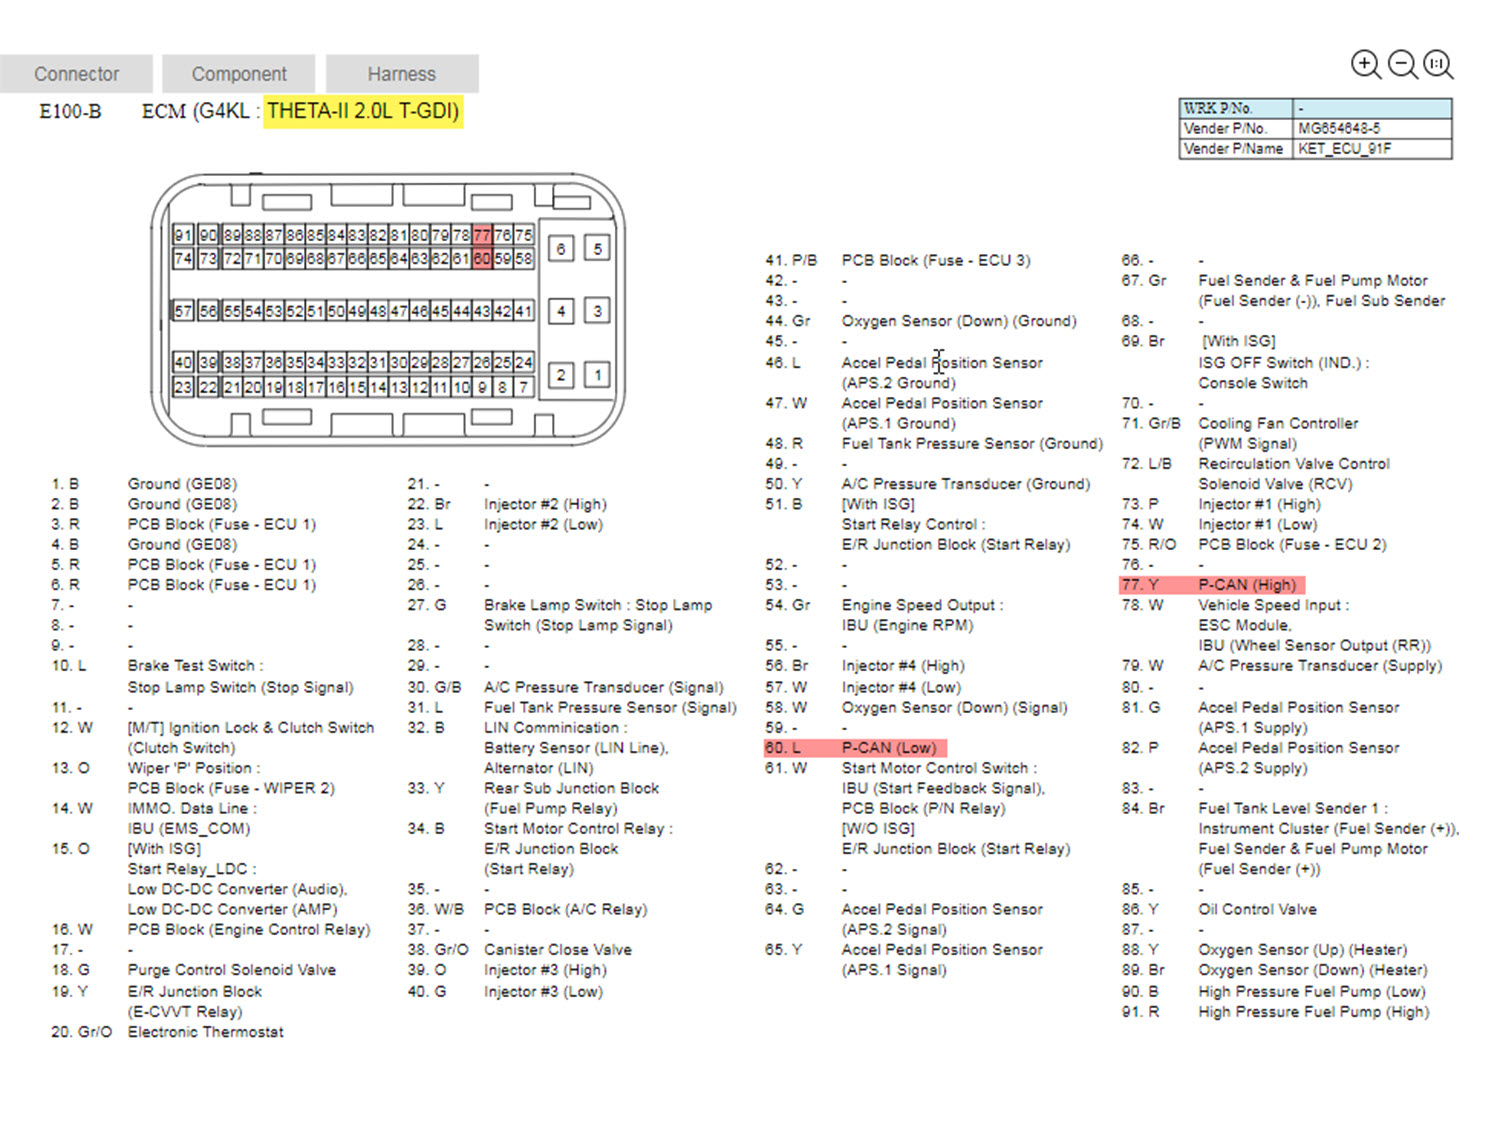 Connector Component Harness
E100-B ECM (G4KL : THETA-II 2.0L T-GDI)
WRK P/No. -
Vender P/No. MG654648-5
Vender P/Name KET_ECU_91F
91 90 89 88 87 86 85 84 83 82 81 80 79 78 77 76 75
74 73 72 71 70 69 68 67 66 65 64 63 62 61 60 59 58
6 5
57 56 55 54 53 52 51 50 49 48 47 46 45 44 43 42 41
4 3
40 39 38 37 36 35 34 33 32 31 30 29 28 27 26 25 24
23 22 21 20 19 18 17 16 15 14 13 12 11 10 9 8 7
2 1
1. B Ground (GE08)
2. B Ground (GE08)
3. R PCB Block (Fuse - ECU 1)
4. B Ground (GE08)
5. R PCB Block (Fuse - ECU 1)
6. R PCB Block (Fuse - ECU 1)
7. - -
8. - -
9. - -
10. L Brake Test Switch :
Stop Lamp Switch (Stop Signal)
11. - -
12. W [M/T] Ignition Lock & Clutch Switch
(Clutch Switch)
13. O Wiper 'P' Position :
PCB Block (Fuse - WIPER 2)
14. W IMMO. Data Line :
IBU (EMS_COM)
15. O [With ISG]
Start Relay_LDC :
Low DC-DC Converter (Audio),
Low DC-DC Converter (AMP)
16. W PCB Block (Engine Control Relay)
17. - -
18. G Purge Control Solenoid Valve
19. Y E/R Junction Block
(E-CVVT Relay)
20. Gr/O Electronic Thermostat
21. - -
22. Br Injector #2 (High)
23. L Injector #2 (Low)
24. - -
25. - -
26. - -
27. G Brake Lamp Switch : Stop Lamp
Switch (Stop Lamp Signal)
28. - -
29. - -
30. G/B A/C Pressure Transducer (Signal)
31. L Fuel Tank Pressure Sensor (Signal)
32. B LIN Comminication :
Battery Sensor (LIN Line),
Alternator (LIN)
33. Y Rear Sub Junction Block
(Fuel Pump Relay)
34. B Start Motor Control Relay :
E/R Junction Block
(Start Relay)
35. - -
36. W/B PCB Block (A/C Relay)
37. - -
38. Gr/O Canister Close Valve
39. O Injector #3 (High)
40. G Injector #3 (Low)
41. P/B PCB Block (Fuse - ECU 3)
42. - -
43. - -
44. Gr Oxygen Sensor (Down) (Ground)
45. - -
46. L Accel Pedal Position Sensor
(APS.2 Ground)
47. W Accel Pedal Position Sensor
(APS.1 Ground)
48. R Fuel Tank Pressure Sensor (Ground)
49. - -
50. Y A/C Pressure Transducer (Ground)
51. B [With ISG]
Start Relay Control :
E/R Junction Block (Start Relay)
52. - -
53. - -
54. Gr Engine Speed Output :
IBU (Engine RPM)
55. - -
56. Br Injector #4 (High)
57. W Injector #4 (Low)
58. W Oxygen Sensor (Down) (Signal)
59. - -
60. L P-CAN (Low)
61. W Start Motor Control Switch :
IBU (Start Feedback Signal),
PCB Block (P/N Relay)
[W/O ISG]
E/R Junction Block (Start Relay)
62. - -
63. - -
64. G Accel Pedal Position Sensor
(APS.2 Signal)
65. Y Accel Pedal Position Sensor
(APS.1 Signal)
66. - -
67. Gr Fuel Sender & Fuel Pump Motor
(Fuel Sender (-)), Fuel Sub Sender
68. - -
69. Br [With ISG]
ISG OFF Switch (IND.) :
Console Switch
70. - -
71. Gr/B Cooling Fan Controller
(PWM Signal)
72. L/B Recirculation Valve Control
Solenoid Valve (RCV)
73. P Injector #1 (High)
74. W Injector #1 (Low)
75. R/O PCB Block (Fuse - ECU 2)
76. - -
77. Y P-CAN (High)
78. W Vehicle Speed Input :
ESC Module,
IBU (Wheel Sensor Output (RR))
79. W A/C Pressure Transducer (Supply)
80. - -
81. G Accel Pedal Position Sensor
(APS.1 Supply)
82. P Accel Pedal Position Sensor
(APS.2 Supply)
83. - -
84. Br Fuel Tank Level Sender 1 :
Instrument Cluster (Fuel Sender (+)),
Fuel Sender & Fuel Pump Motor
(Fuel Sender (+))
85. - -
86. Y Oil Control Valve
87. - -
88. Y Oxygen Sensor (Up) (Heater)
89. Br Oxygen Sensor (Down) (Heater)
90. B High Pressure Fuel Pump (Low)
91. R High Pressure Fuel Pump (High)